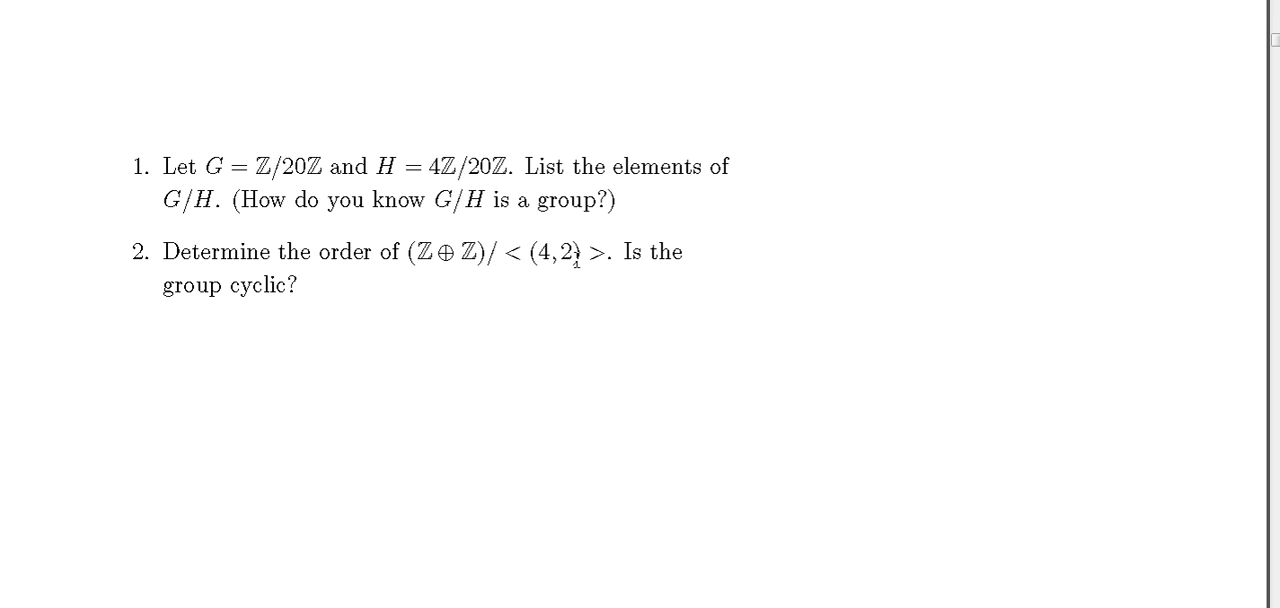 1. Let G = ℤ/20ℤ and H = 4ℤ/20ℤ. List the elements of
G/H. (How do you know G/H is a group?)
2. Determine the order of (ℤ ⊕ ℤ)/ < (4, 2) >. Is the
group cyclic?